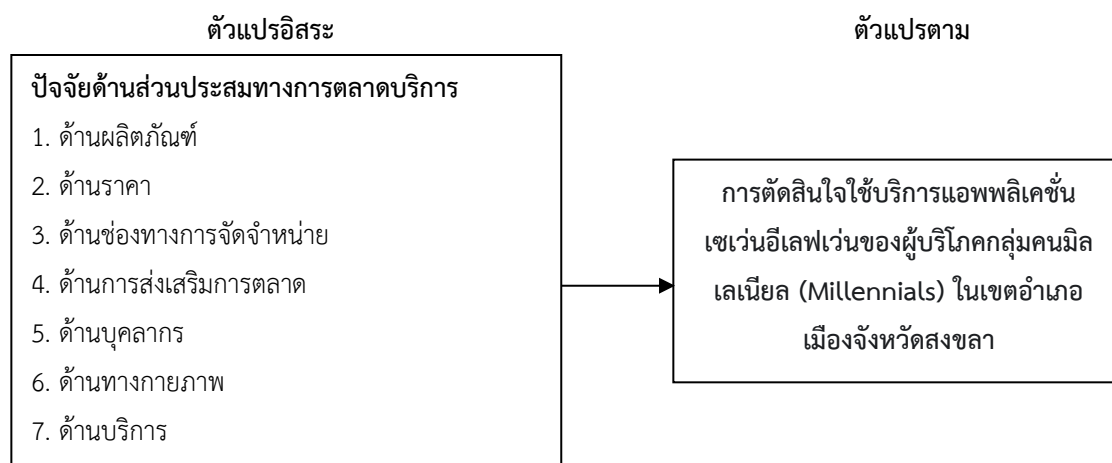 ตัวแปรอิสระ
ตัวแปรตาม
ปัจจัยด้านส่วนประสมทางการตลาดบริการ
1. ด้านผลิตภัณฑ์
2. ด้านราคา
3. ด้านช่องทางการจัดจำหน่าย
4. ด้านการส่งเสริมการตลาด
5. ด้านบุคลากร
6. ด้านทางกายภาพ
7. ด้านบริการ
การตัดสินใจใช้บริการแอพพลิเคชั่น
เซเว่นอีเลฟเว่นของผู้บริโภคกลุ่มคนมิล
เลเนียล (Millennials) ในเขตอำเภอ
เมืองจังหวัดสงขลา